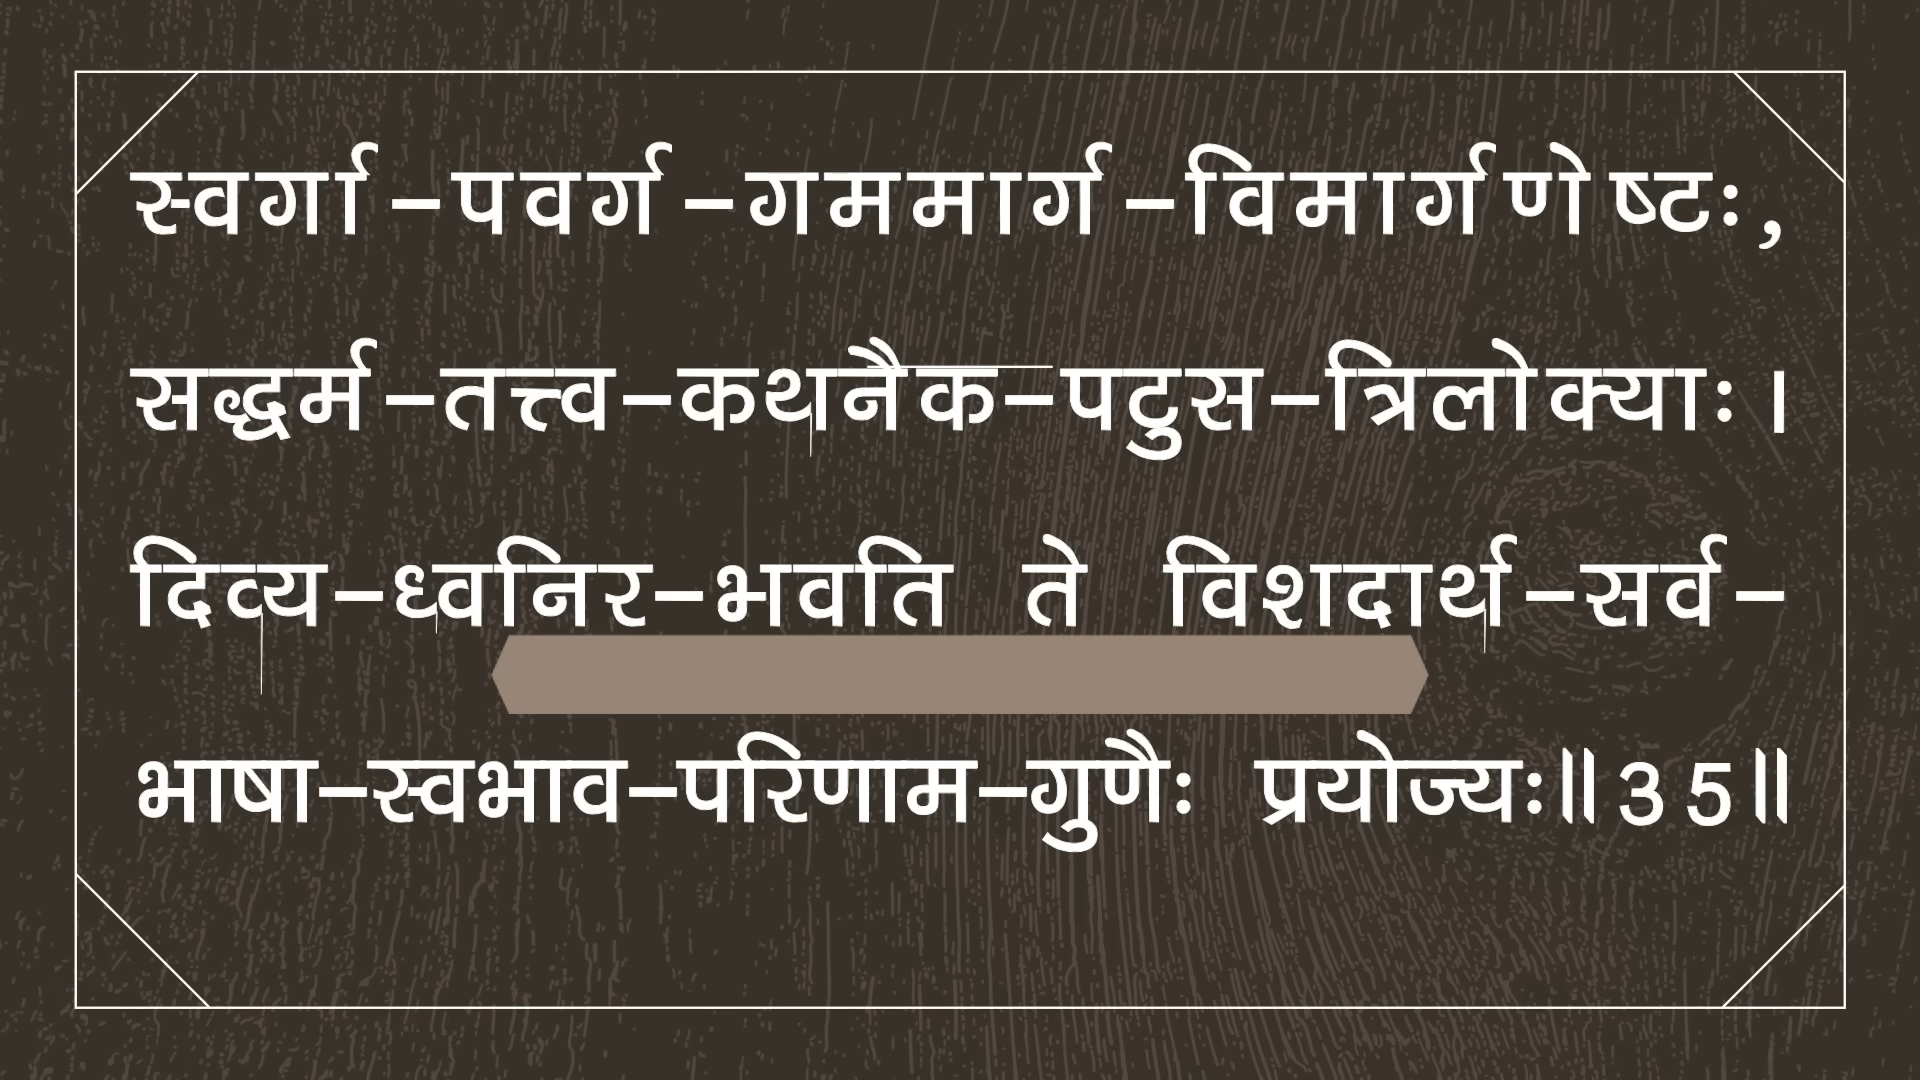 स्वर्गा-पवर्ग-गममार्ग-विमार्गणेष्टः,
सद्धर्म-तत्त्व-कथनैक-पटुस-त्रिलोक्याः ।
दिव्य-ध्वनिर-भवति ते विशदार्थ-सर्व-
भाषा-स्वभाव-परिणाम-गुणैः प्रयोज्यः॥35॥